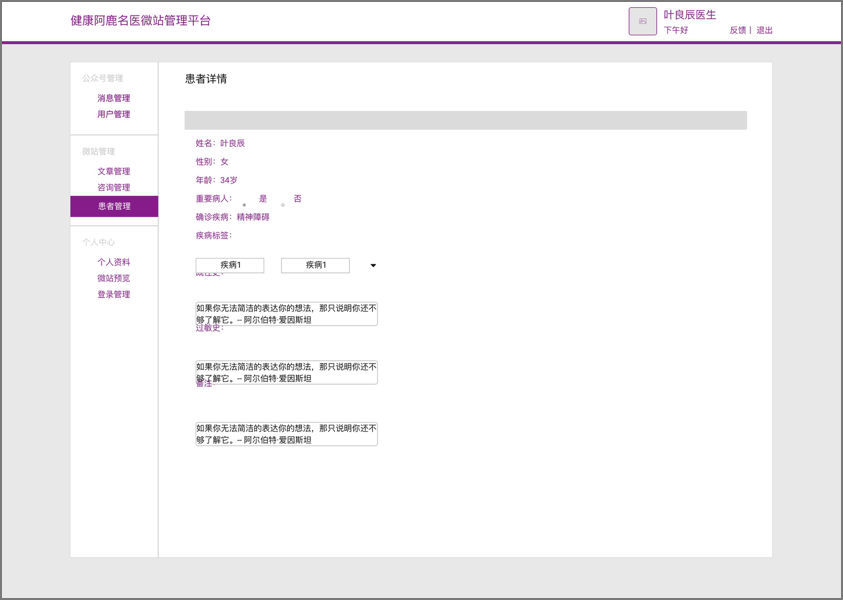 健康阿鹿名医微站管理平台
叶良辰医生
下午好
反馈丨 退出
公众号管理
消息管理
用户管理
微站管理
文章管理
咨询管理
患者管理
个人中心
个人资料
微站预览
登录管理
患者详情
姓名：叶良辰
性别：女
年龄：34岁
重要病人： 是 否
确诊疾病：精神障碍
疾病标签：
疾病1 疾病1
既往史：
如果你无法简洁的表达你的想法，那只说明你还不
够了解它。-- 阿尔伯特·爱因斯坦
过敏史：
如果你无法简洁的表达你的想法，那只说明你还不
够了解它。-- 阿尔伯特·爱因斯坦
备注：
如果你无法简洁的表达你的想法，那只说明你还不
够了解它。-- 阿尔伯特·爱因斯坦